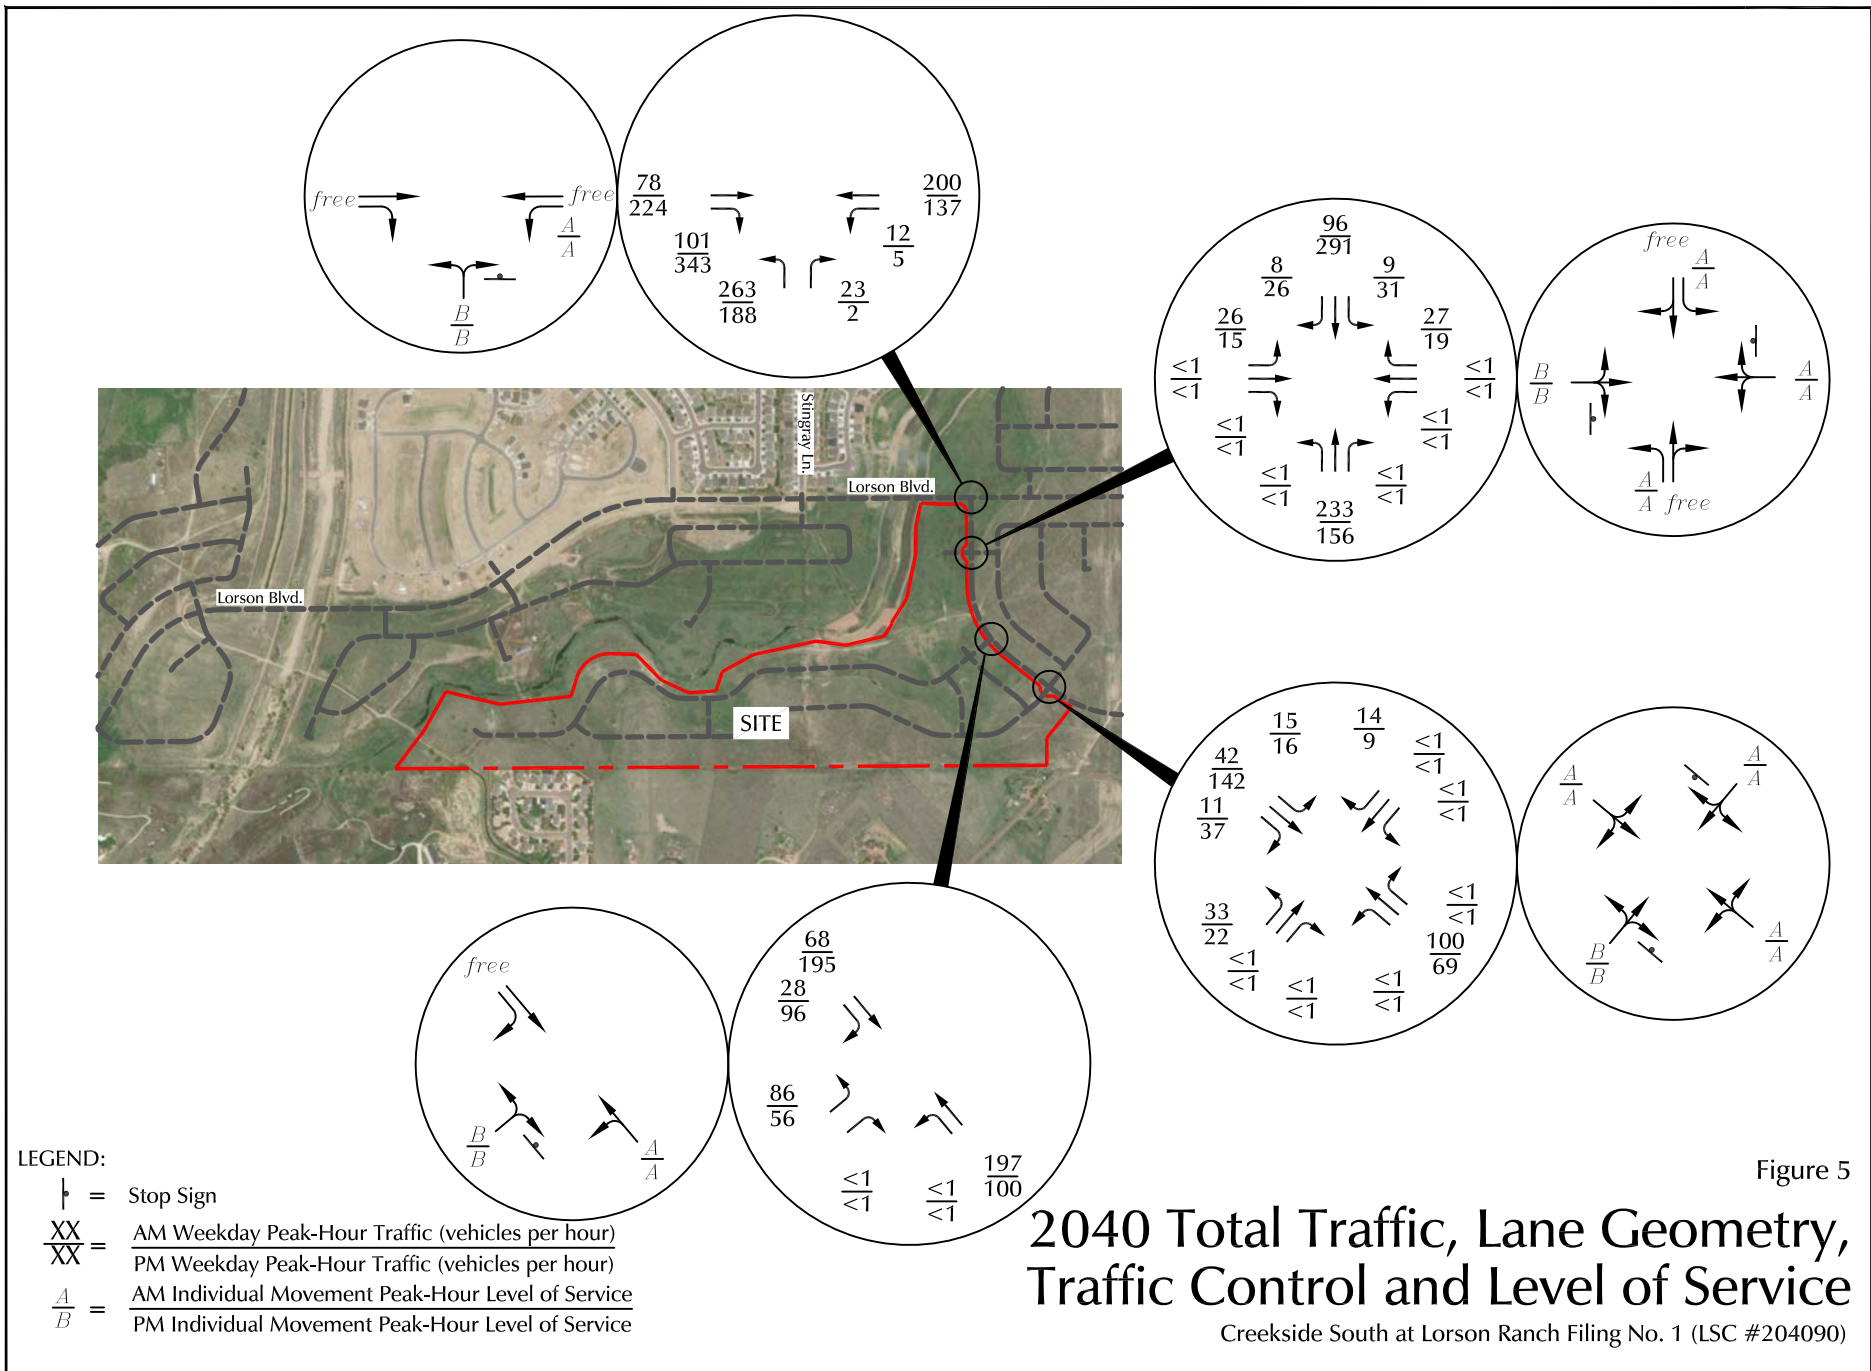 free
free
A
A
B
B
78
224
101
343
263
188
200
137
12
5
23
2
96
291
8
26
9
31
26
15
27
19
<1
<1
<1
<1
<1
<1
<1
<1
<1
<1
<1
<1
233
156
free
A
A
B
B
A
A
A
A
free
Stingray Ln.
Lorson Blvd.
Lorson Blvd.
SITE
15
16
14
9
<1
<1
42
142
<1
<1
11
37
33
22
<1
<1
100
69
<1
<1
<1
<1
<1
<1
A
A
A
A
B
B
A
A
free
B
B
A
A
68
195
28
96
86
56
<1
<1
<1
<1
197
100
LEGEND:
= Stop Sign
XX
XX
=
AM Weekday Peak-Hour Traffic (vehicles per hour)
PM Weekday Peak-Hour Traffic (vehicles per hour)
A
B
=
AM Individual Movement Peak-Hour Level of Service
PM Individual Movement Peak-Hour Level of Service
Figure 5
2040 Total Traffic, Lane Geometry,
Traffic Control and Level of Service
Creekside South at Lorson Ranch Filing No. 1 (LSC #204090)